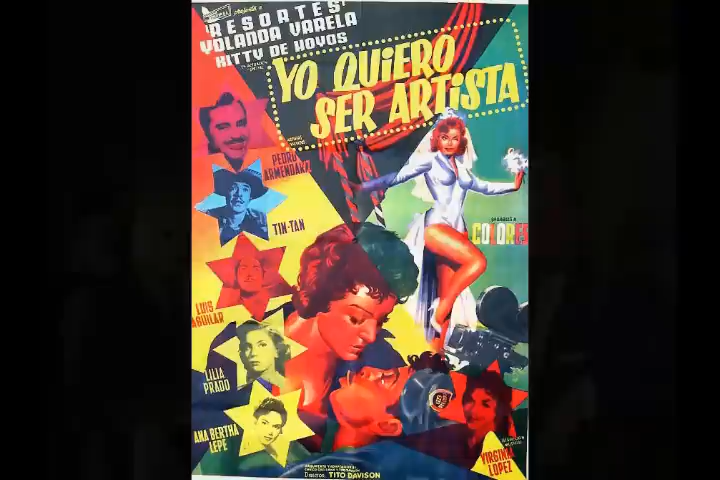 'RESORTES'
YOLANDA VARELA
KITTY DE HOYOS
YO QUIERO
SER ARTISTA
PEDRO
ARMENDARIZ
TIN-TAN
COLORES
LUIS
AGUILAR
LILIA
PRADO
ANA BERTHA
LEPE
VIRGINIA
LOPEZ
TITO DAVISON